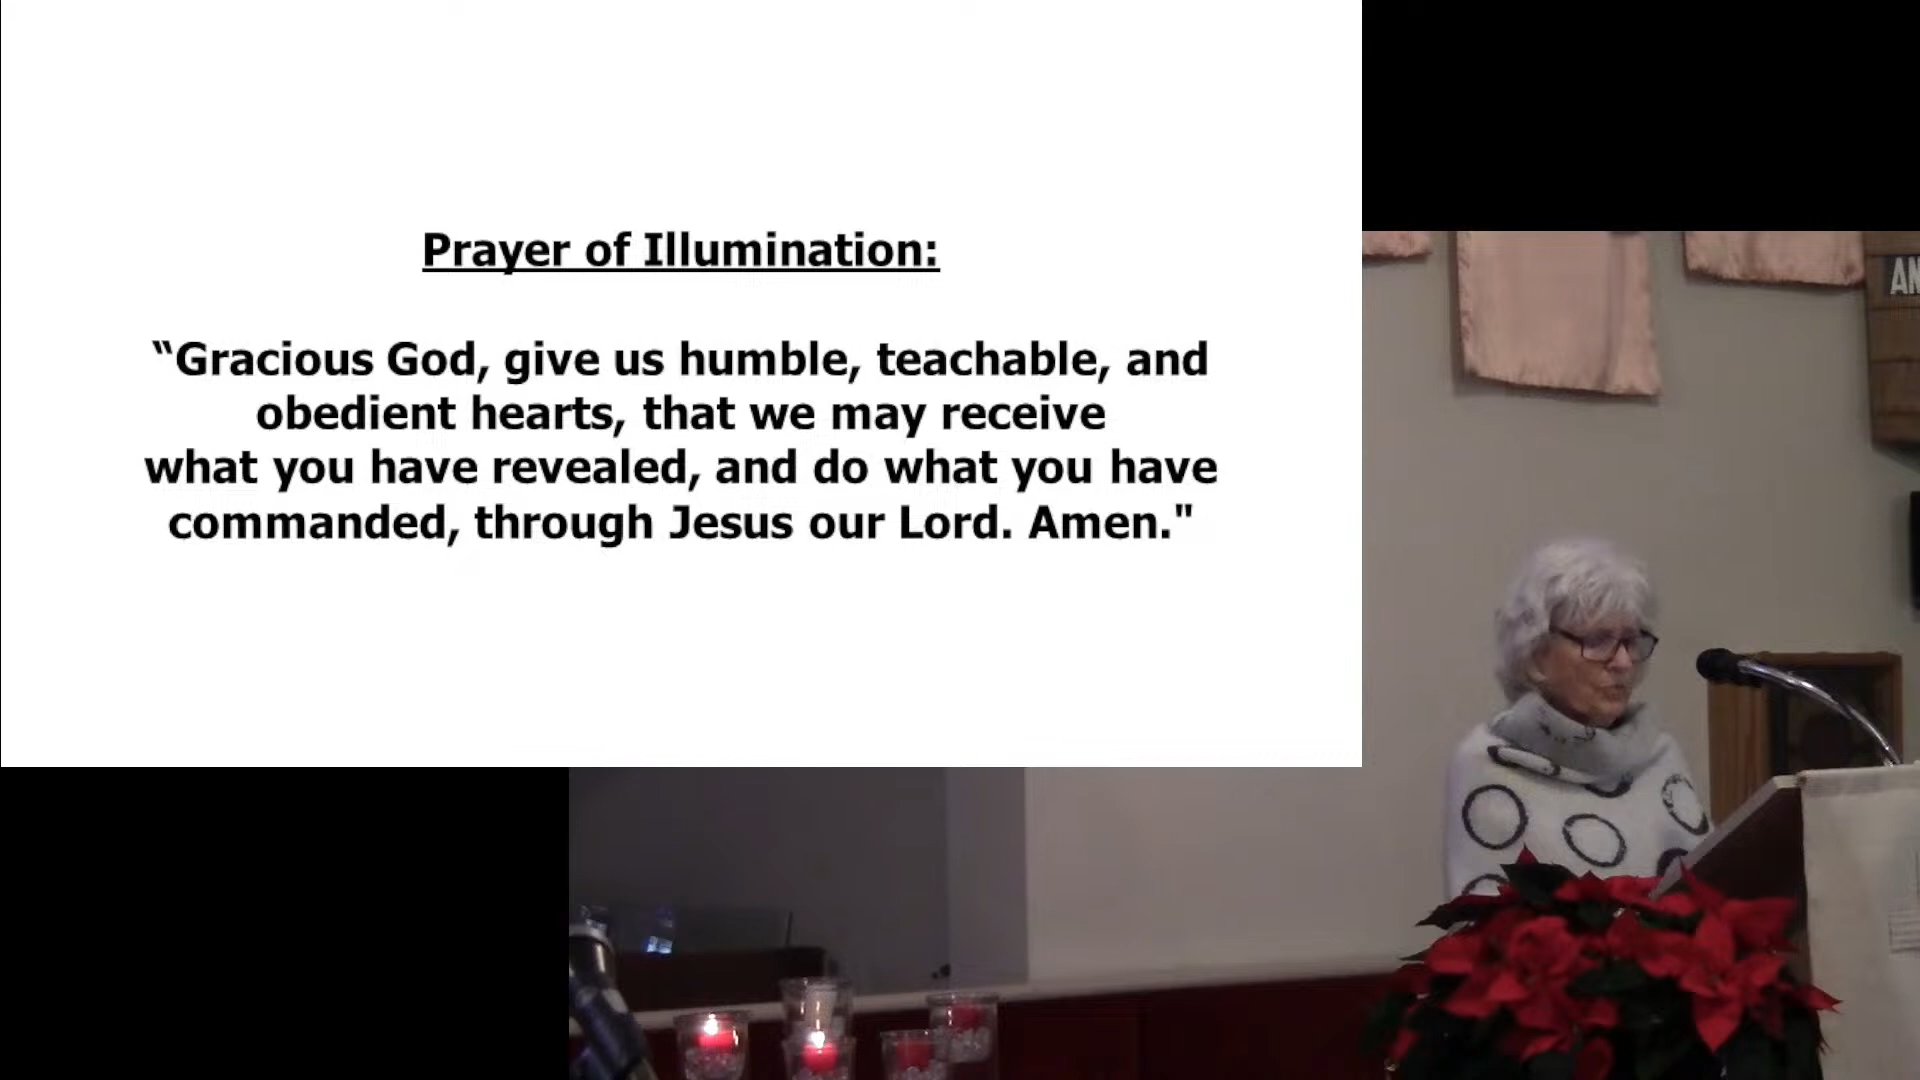 Prayer of Illumination:
“Gracious God, give us humble, teachable, and
obedient hearts, that we may receive
what you have revealed, and do what you have
commanded, through Jesus our Lord. Amen."
AN